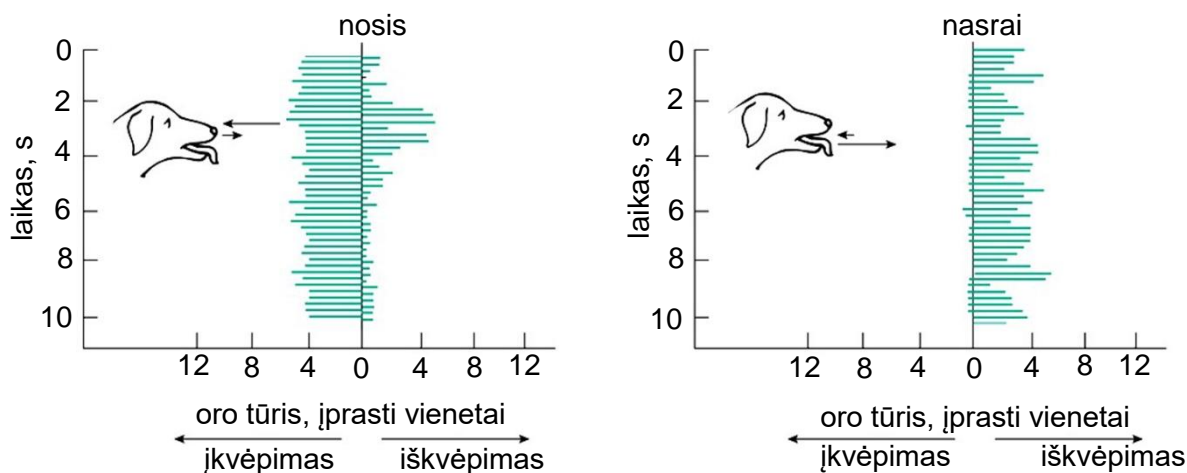 nosis
0
2
4
6
8
10
laikas, s
12 8 4 0 4 8 12
oro tūris, įprasti vienetai
įkvėpimas iškvėpimas
nasrai
0
2
4
6
8
10
laikas, s
12 8 4 0 4 8 12
oro tūris, įprasti vienetai
įkvėpimas iškvėpimas